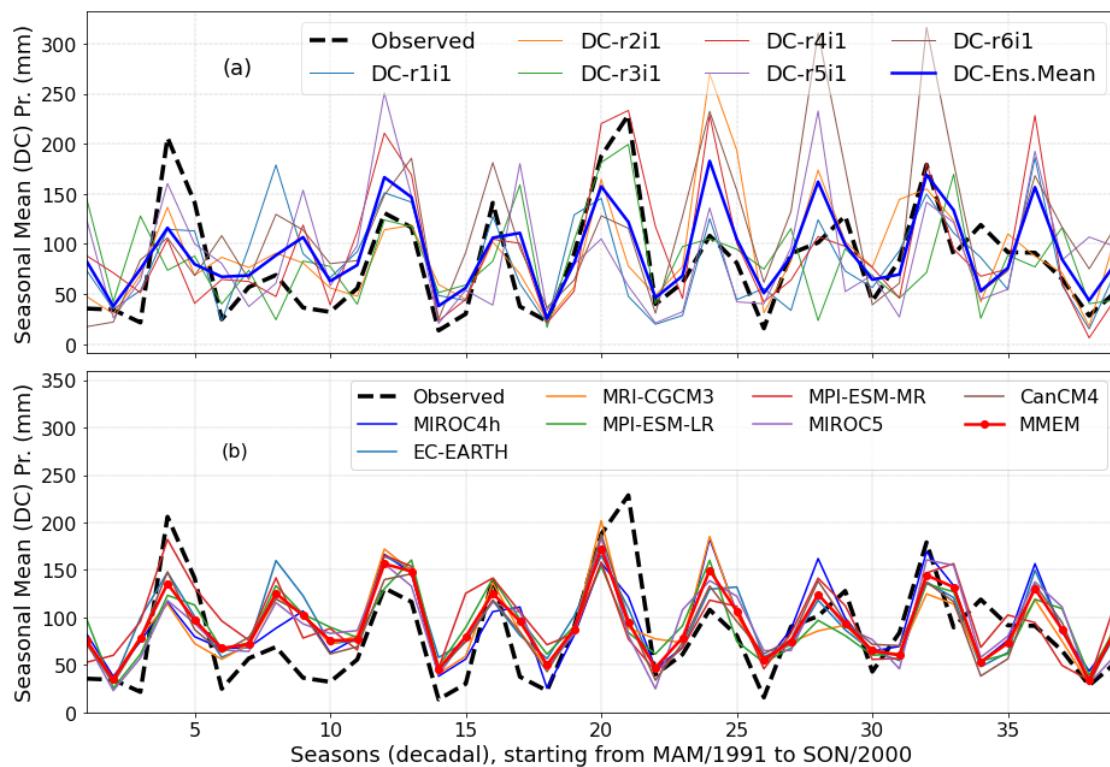 Seasonal Mean (DC) Pr. (mm)
300
250
200
150
100
50
0
(a)
Observed
DC-r1i1
DC-r2i1
DC-r3i1
DC-r4i1
DC-r5i1
DC-r6i1
DC-Ens.Mean
Seasonal Mean (DC) Pr. (mm)
350
300
250
200
150
100
50
0
(b)
Observed
MIROC4h
EC-EARTH
MRI-CGCM3
MPI-ESM-LR
MPI-ESM-MR
MIROC5
CanCM4
MMEM
5 10 15 20 25 30 35
Seasons (decadal), starting from MAM/1991 to SON/2000